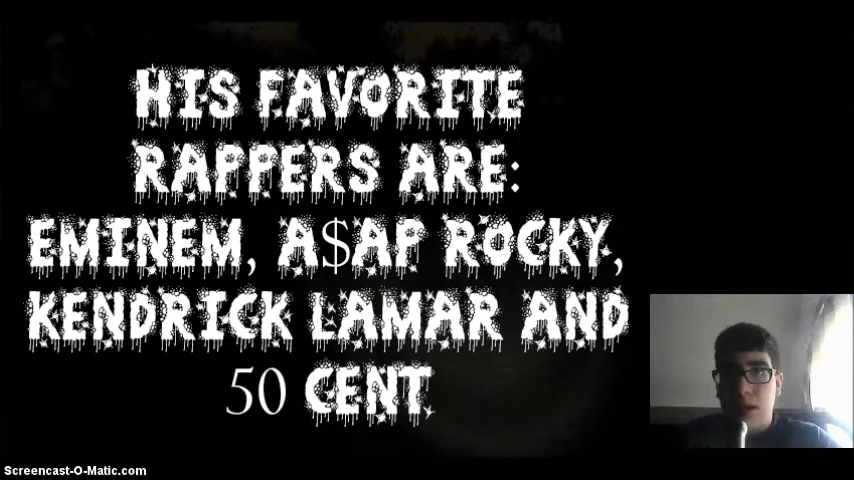 HIS FAVORITE
RAPPERS ARE:
EMINEM, A$AP ROCKY,
KENDRICK LAMAR AND
50 CENT.
Screencast-O-Matic.com